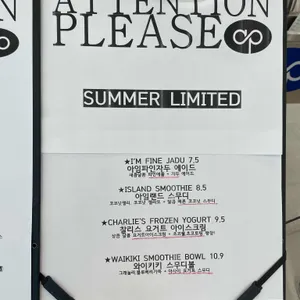 ATTENTION
PLEASE
SUMMER LIMITED
★I'M FINE JADU 7.5
아임파인자두 에이드
★ISLAND SMOOTHIE 8.5
아일랜드 스무디
★CHARLIE'S FROZEN YOGURT 9.5
찰리스 요거트 아이스크림
★WAIKIKI SMOOTHIE BOWL 10.9
와이키키 스무디볼